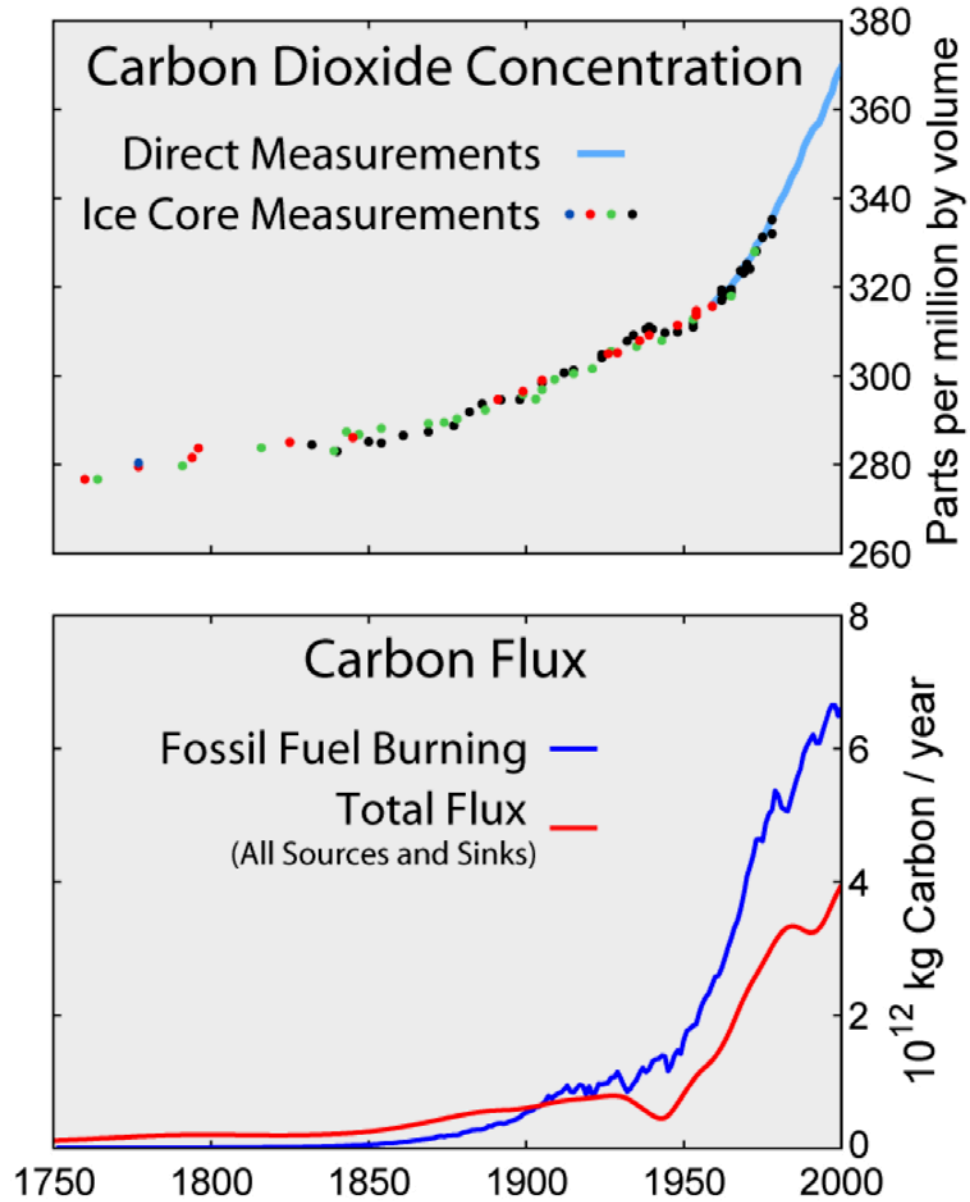 Carbon Dioxide Concentration
Direct Measurements
Ice Core Measurements
380
360
340
320
300
280
260
Parts per million by volume
Carbon Flux
Fossil Fuel Burning
Total Flux
(All Sources and Sinks)
8
6
4
2
0
10¹² kg Carbon / year
1750 1800 1850 1900 1950 2000